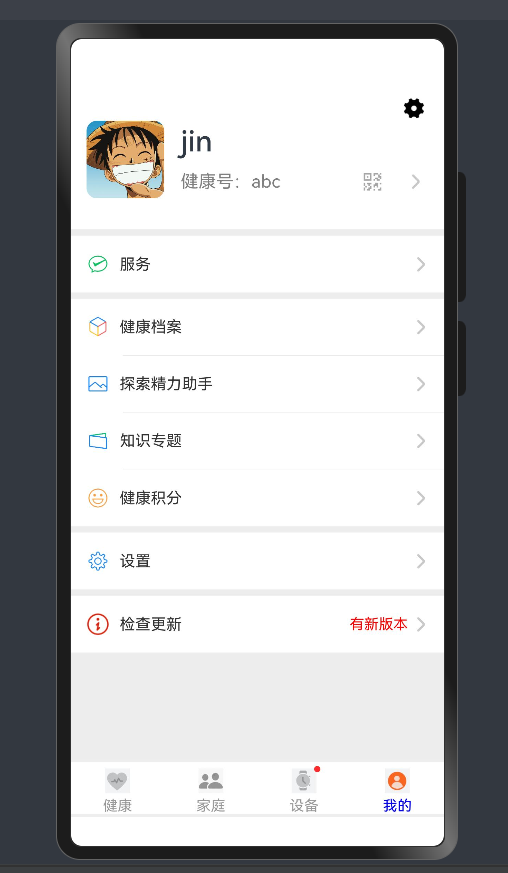 jin
健康号：abc
服务
健康档案
探索精力助手
知识专题
健康积分
设置
检查更新 有新版本
健康 家庭 设备 我的